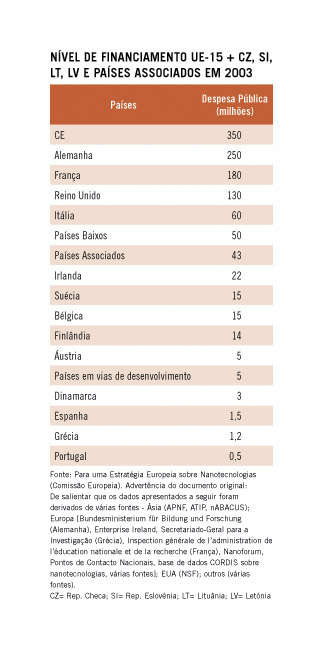 NÍVEL DE FINANCIAMENTO UE-15 + CZ, SI,
LT, LV E PAÍSES ASSOCIADOS EM 2003
Países Despesa Pública
(milhões)
CE 350
Alemanha 250
França 180
Reino Unido 130
Itália 60
Países Baixos 50
Países Associados 43
Irlanda 22
Suécia 15
Bélgica 15
Finlândia 14
Áustria 5
Países em vias de desenvolvimento 5
Dinamarca 3
Espanha 1,5
Grécia 1,2
Portugal 0,5
Fonte: Para uma Estratégia Europeia sobre Nanotecnologias
(Comissão Europeia). Advertência do documento original:
De salientar que os dados apresentados a seguir foram
derivados de várias fontes - Ásia (APNF, ATIP, nABACUS);
Europa [Bundesministerium für Bildung und Forschung
(Alemanha), Enterprise Ireland, Secretariado-Geral para a
Investigação (Grécia), Inspection générale de l'administration de
l'éducation nationale et de la recherche (França), Nanoforum,
Pontos de Contacto Nacionais, base de dados CORDIS sobre
nanotecnologias, várias fontes]; EUA (NSF); outros (várias
fontes).
CZ= Rep. Checa; SI= Rep. Eslovénia; LT= Lituânia; LV= Letónia